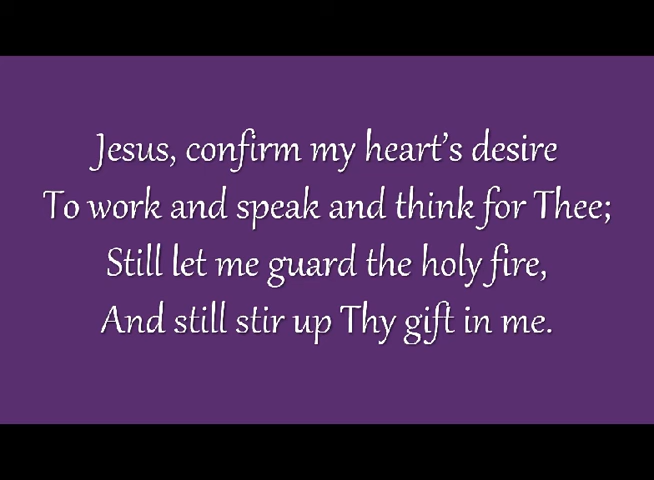 Jesus, confirm my heart’s desire
To work and speak and think for Thee;
Still let me guard the holy fire,
And still stir up Thy gift in me.